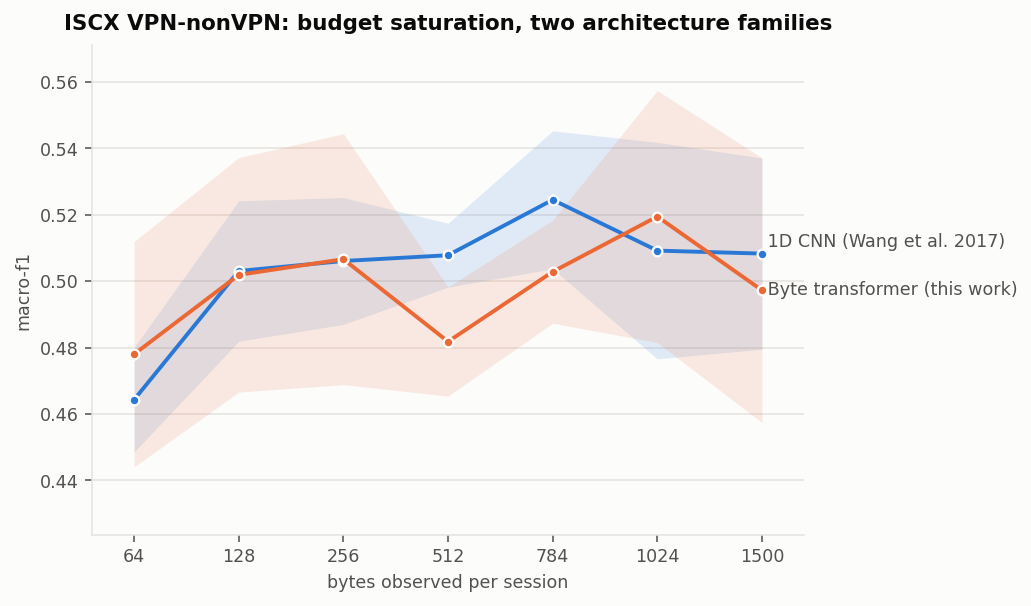 ISCX VPN-nonVPN: budget saturation, two architecture families
macro-f1
0.56
0.54
0.52
0.50
0.48
0.46
0.44
1D CNN (Wang et al. 2017)
Byte transformer (this work)
64 128 256 512 784 1024 1500
bytes observed per session